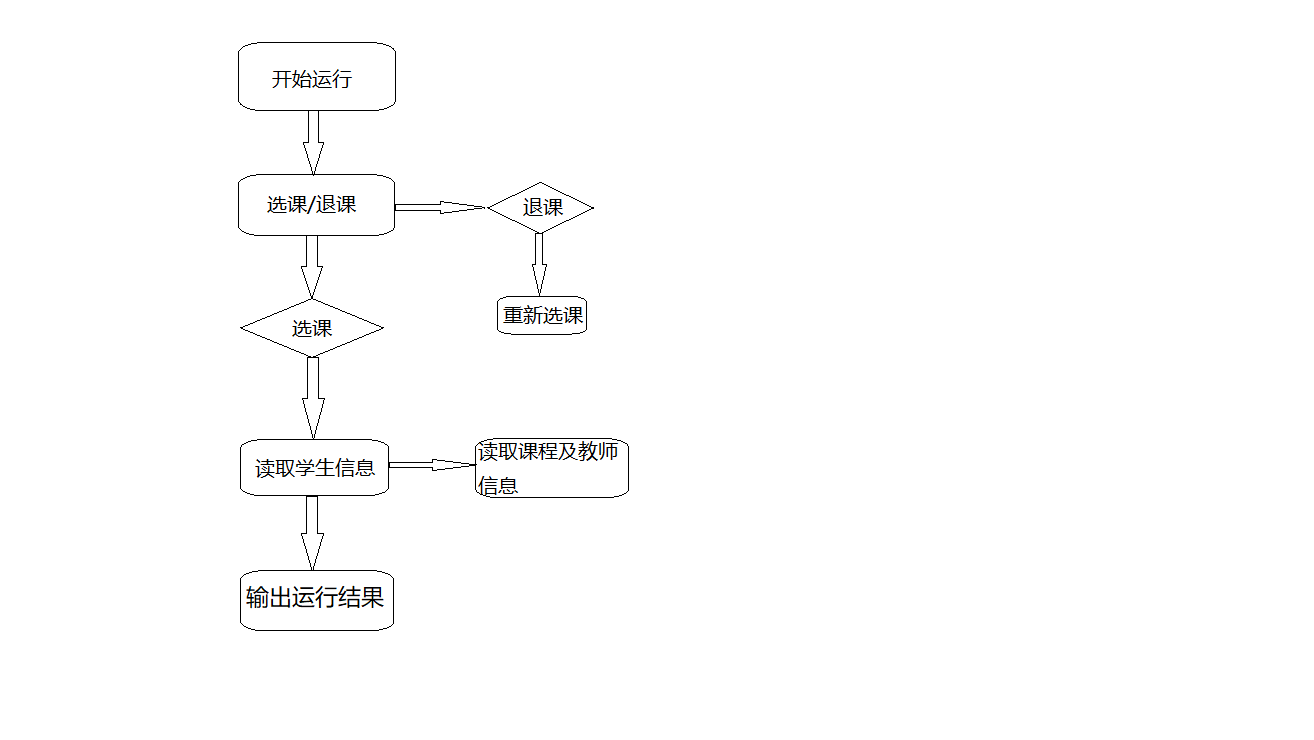 开始运行
选课/退课
退课
重新选课
选课
读取学生信息
读取课程及教师
信息
输出运行结果